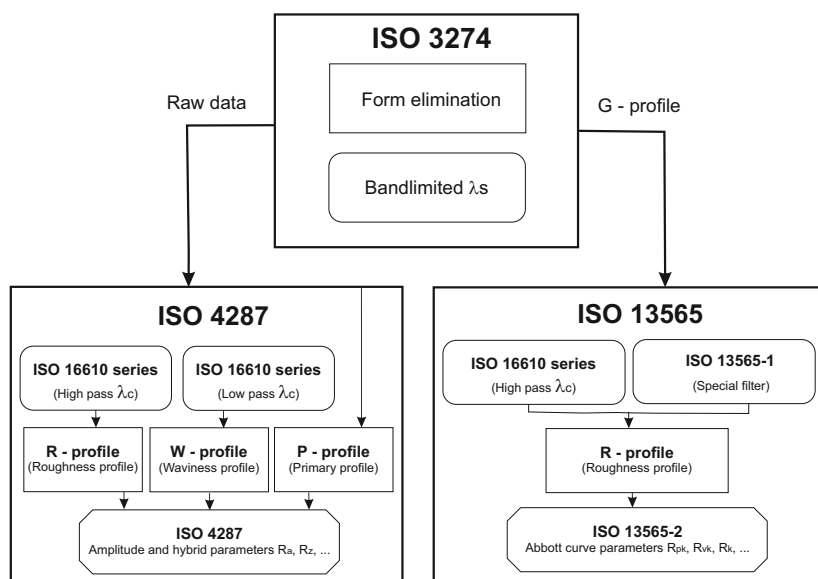 ISO 3274
Form elimination
Bandlimited λs
Raw data
G - profile
ISO 4287
ISO 16610 series
(High pass λc)
ISO 16610 series
(Low pass λc)
R - profile
(Roughness profile)
W - profile
(Waviness profile)
P - profile
(Primary profile)
ISO 4287
Amplitude and hybrid parameters Ra, Rz, ...
ISO 13565
ISO 16610 series
(High pass λc)
ISO 13565-1
(Special filter)
R - profile
(Roughness profile)
ISO 13565-2
Abbott curve parameters Rpk, Rvk, Rk, ...